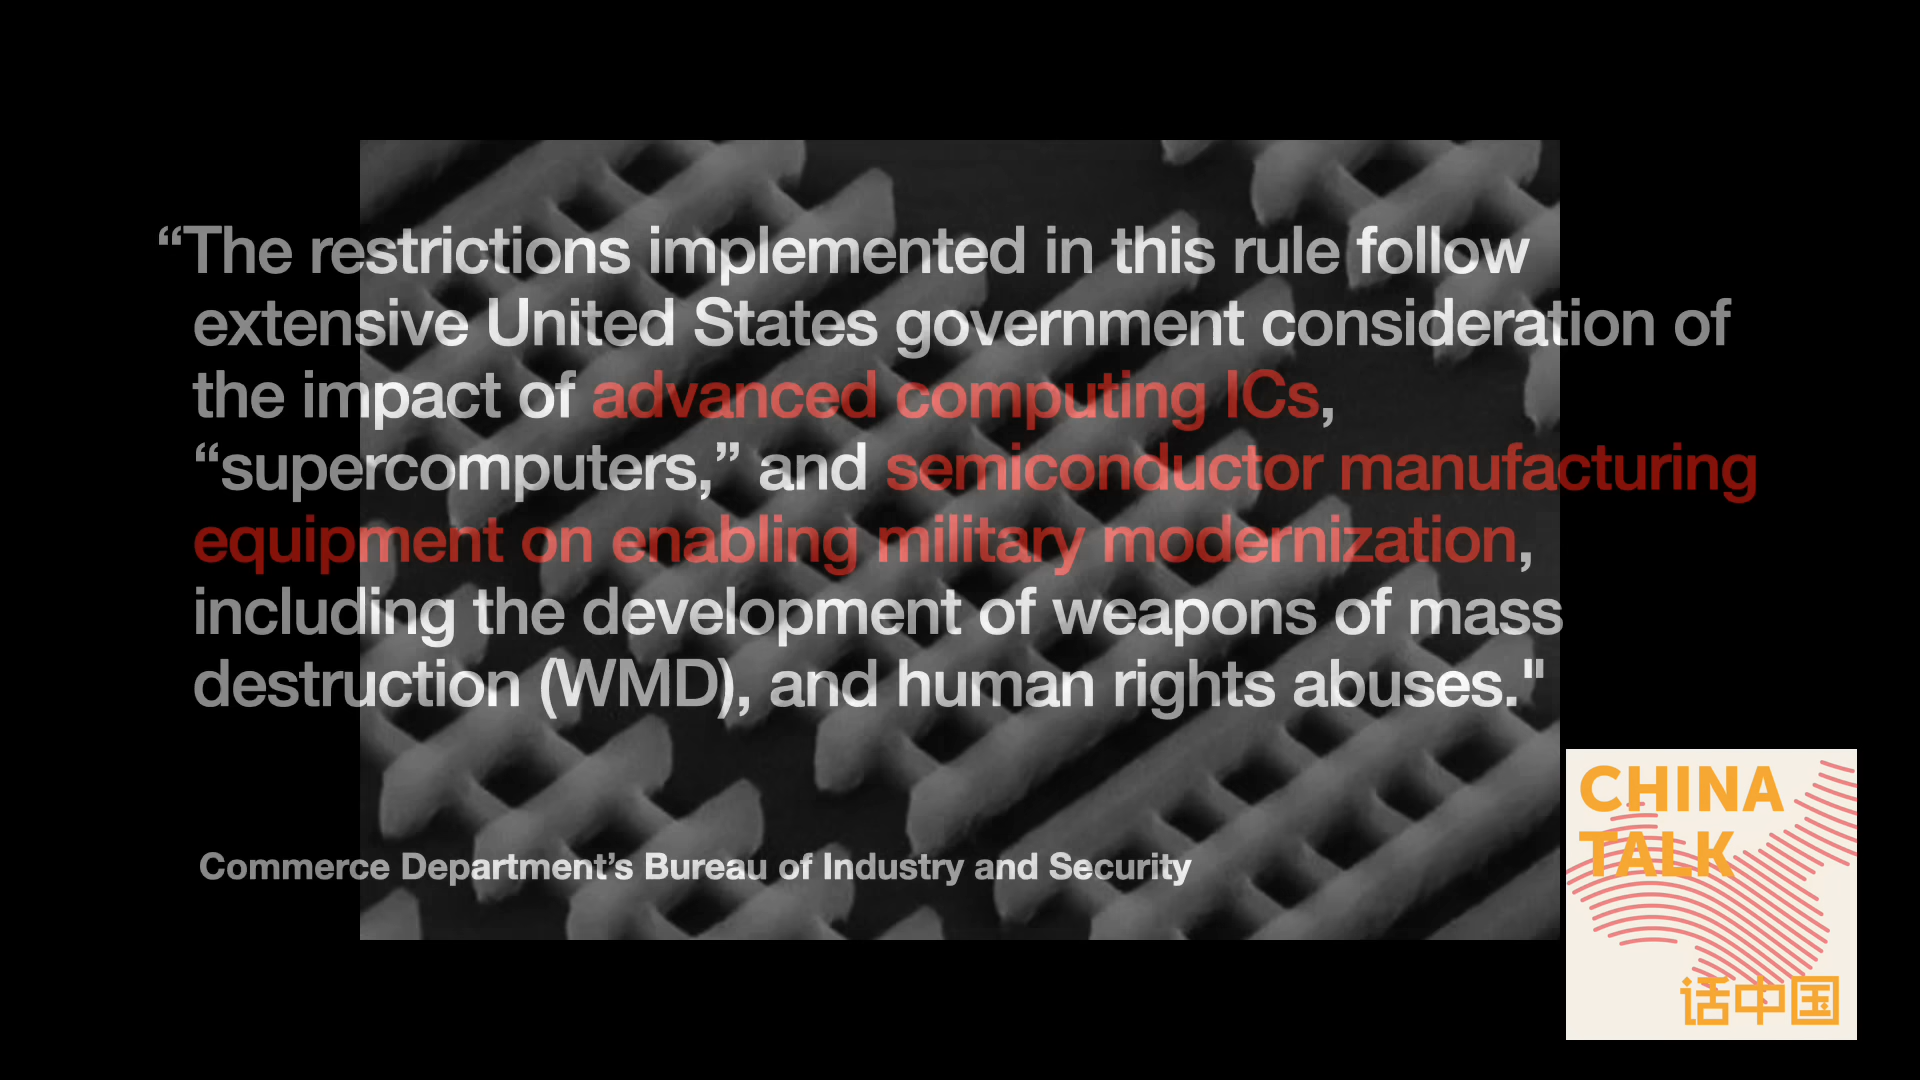 “The restrictions implemented in this rule follow
extensive United States government consideration of
the impact of advanced computing ICs,
“supercomputers,” and semiconductor manufacturing
equipment on enabling military modernization,
including the development of weapons of mass
destruction (WMD), and human rights abuses."
Commerce Department’s Bureau of Industry and Security
CHINA
TALK
话中国